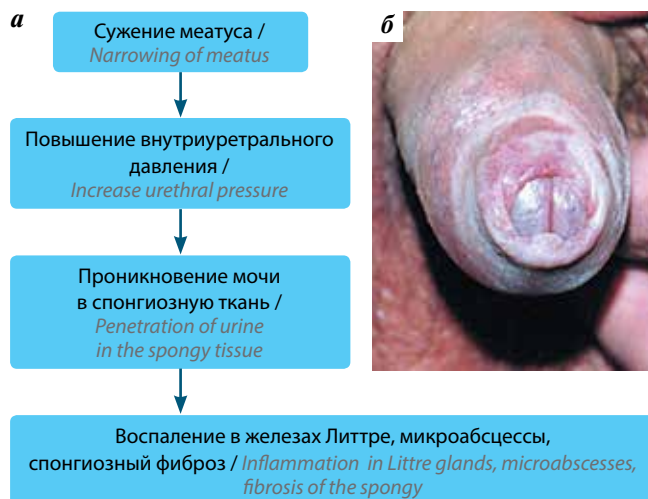 а
Сужение меатуса /
Narrowing of meatus
Повышение внутриуретрального
давления /
Increase urethral pressure
Проникновение мочи
в спонгиозную ткань /
Penetration of urine
in the spongy tissue
Воспаление в железах Литтре, микроабсцессы,
спонгиозный фиброз / Inflammation in Littre glands, microabscesses,
fibrosis of the spongy
б